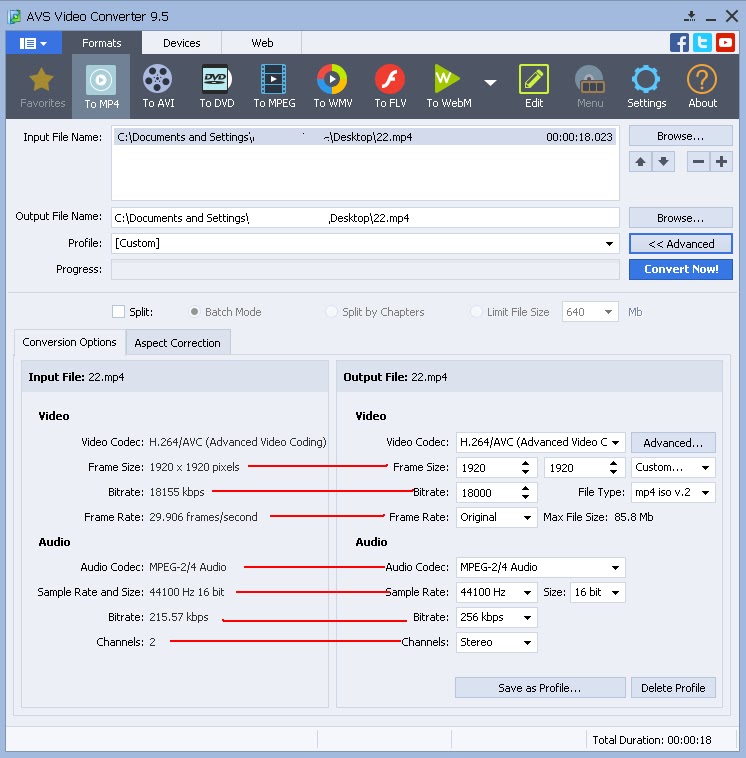 AVS Video Converter 9.5
Formats Devices Web
Favorites To MP4 To AVI To DVD To MPEG To WMV To FLV To WebM Edit Menu Settings About
Input File Name: C:\Documents and Settings\ ~\Desktop\22.mp4 00:00:18.023 Browse...
Output File Name: C:\Documents and Settings\ Desktop\22.mp4 Browse...
Profile: [Custom] << Advanced
Progress: Convert Now!
Split: Batch Mode Split by Chapters Limit File Size 640 Mb
Conversion Options Aspect Correction
Input File: 22.mp4
Video
Video Codec: H.264/AVC (Advanced Video Coding)
Frame Size: 1920 x 1920 pixels
Bitrate: 18155 kbps
Frame Rate: 29.906 frames/second
Audio
Audio Codec: MPEG-2/4 Audio
Sample Rate and Size: 44100 Hz 16 bit
Bitrate: 215.57 kbps
Channels: 2
Output File: 22.mp4
Video
Video Codec: H.264/AVC (Advanced Video C Advanced...
Frame Size: 1920 1920 Custom...
Bitrate: 18000 File Type: mp4 iso v.2
Frame Rate: Original Max File Size: 85.8 Mb
Audio
Audio Codec: MPEG-2/4 Audio
Sample Rate: 44100 Hz Size: 16 bit
Bitrate: 256 kbps
Channels: Stereo
Save as Profile... Delete Profile
Total Duration: 00:00:18